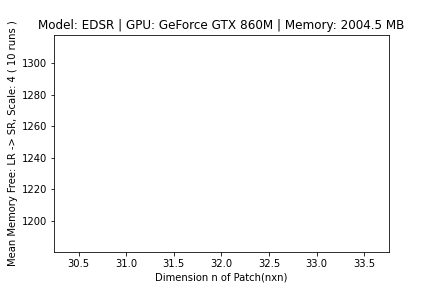 Model: EDSR | GPU: GeForce GTX 860M | Memory: 2004.5 MB
Mean Memory Free: LR -> SR, Scale: 4 ( 10 runs )
1300
1280
1260
1240
1220
1200
30.5 31.0 31.5 32.0 32.5 33.0 33.5
Dimension n of Patch(nxn)